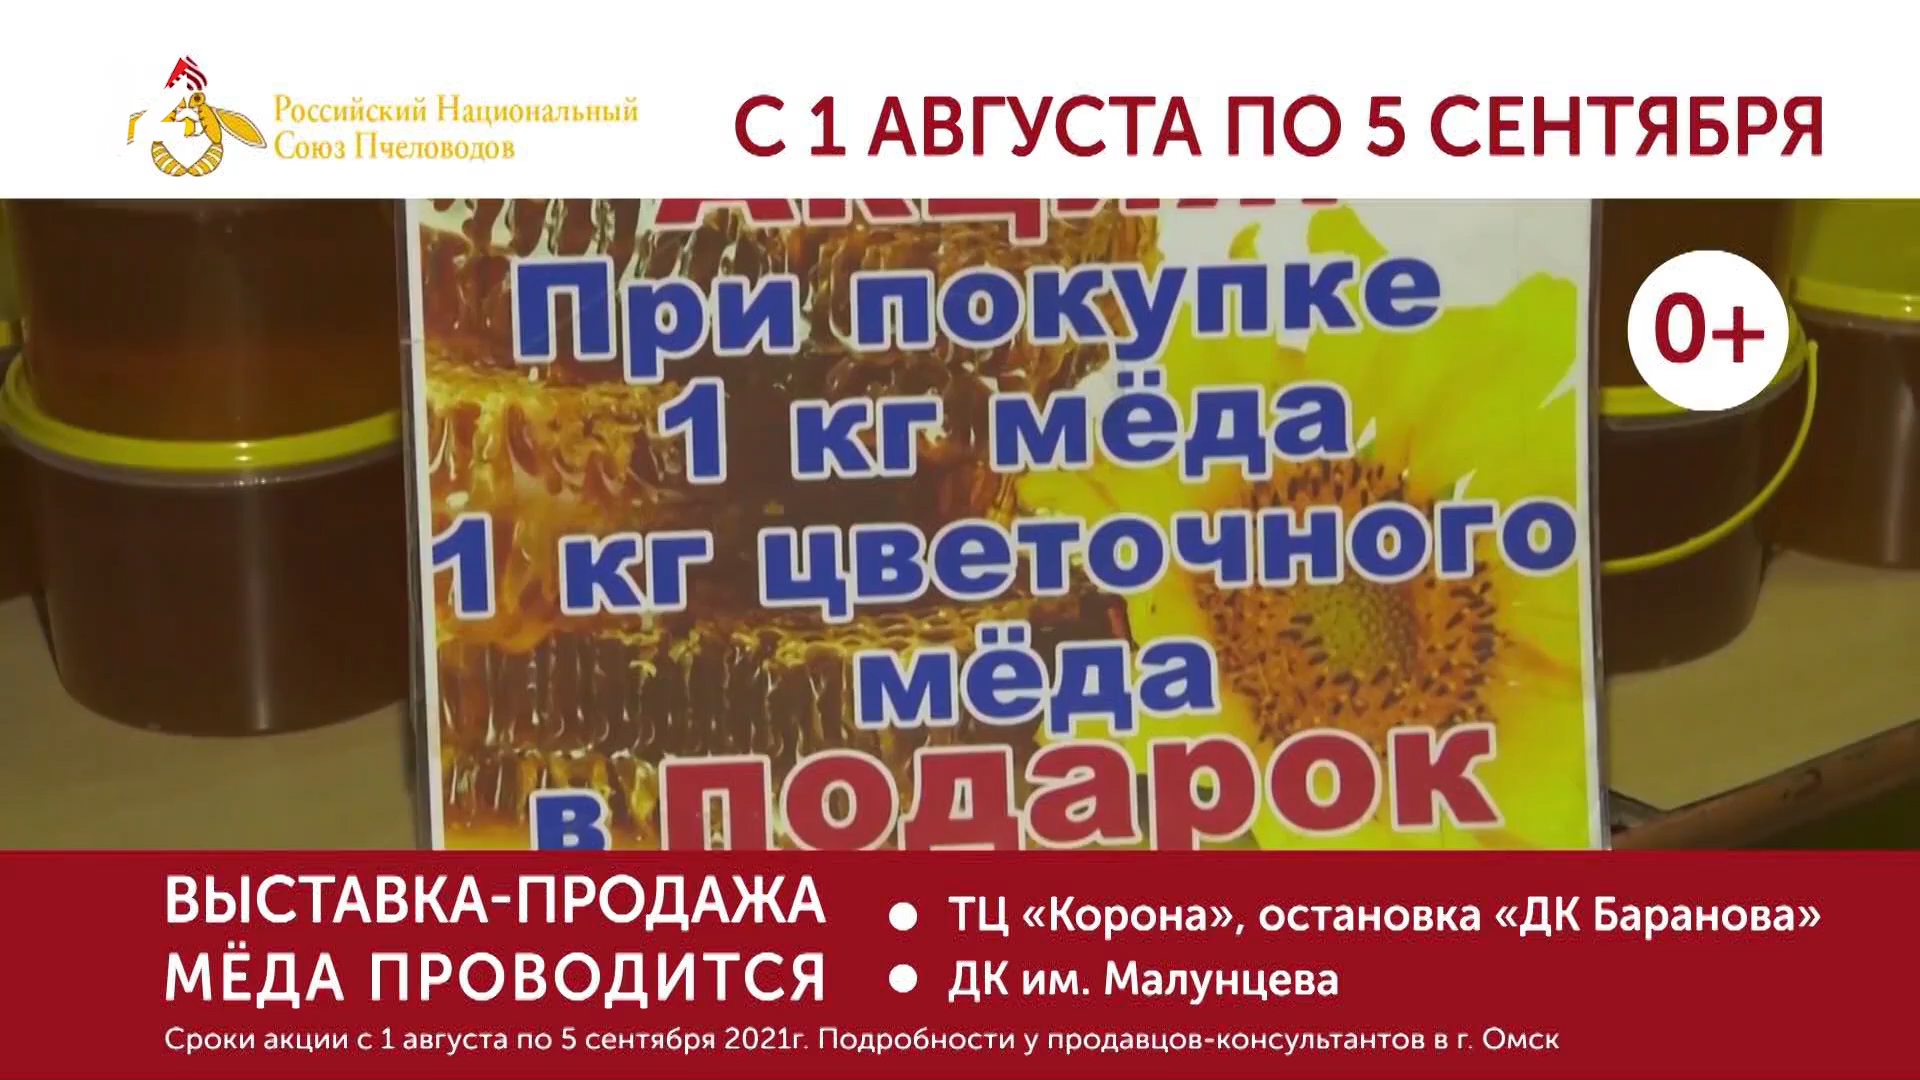 Российский Национальный
Союз Пчеловодов
С 1 АВГУСТА ПО 5 СЕНТЯБРЯ
АКЦИЯ
При покупке
1 кг мёда
1 кг цветочного
мёда
в подарок
0+
ВЫСТАВКА-ПРОДАЖА
МЁДА ПРОВОДИТСЯ
ТЦ «Корона», остановка «ДК Баранова»
ДК им. Малунцева
Сроки акции с 1 августа по 5 сентября 2021г. Подробности у продавцов-консультантов в г. Омск